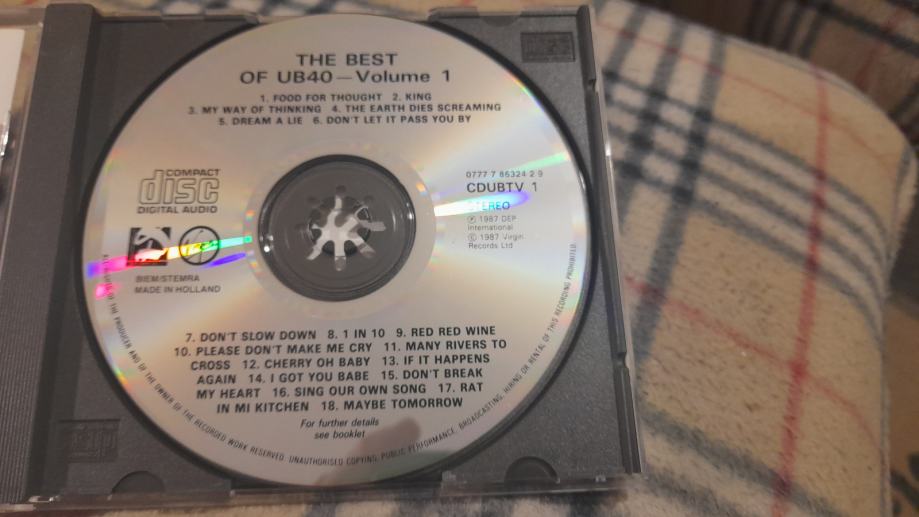 THE BEST
OF UB40—Volume 1
1. FOOD FOR THOUGHT 2. KING
3. MY WAY OF THINKING 4. THE EARTH DIES SCREAMING
5. DREAM A LIE 6. DON'T LET IT PASS YOU BY
COMPACT
disc
DIGITAL AUDIO
0777 7 86324 2 9
CDUBTV 1
STEREO
℗ 1987 DEP
International
© 1987 Virgin
Records Ltd
BIEM/STEMRA
MADE IN HOLLAND
7. DON'T SLOW DOWN 8. 1 IN 10 9. RED RED WINE
10. PLEASE DON'T MAKE ME CRY 11. MANY RIVERS TO
CROSS 12. CHERRY OH BABY 13. IF IT HAPPENS
AGAIN 14. I GOT YOU BABE 15. DON'T BREAK
MY HEART 16. SING OUR OWN SONG 17. RAT
IN MI KITCHEN 18. MAYBE TOMORROW
For further details
see booklet
ALL RIGHTS OF THE PRODUCER AND OF THE OWNER OF THE RECORDED WORK RESERVED. UNAUTHORISED COPYING, PUBLIC PERFORMANCE, BROADCASTING, HIRING OR RENTAL OF THIS RECORDING PROHIBITED.